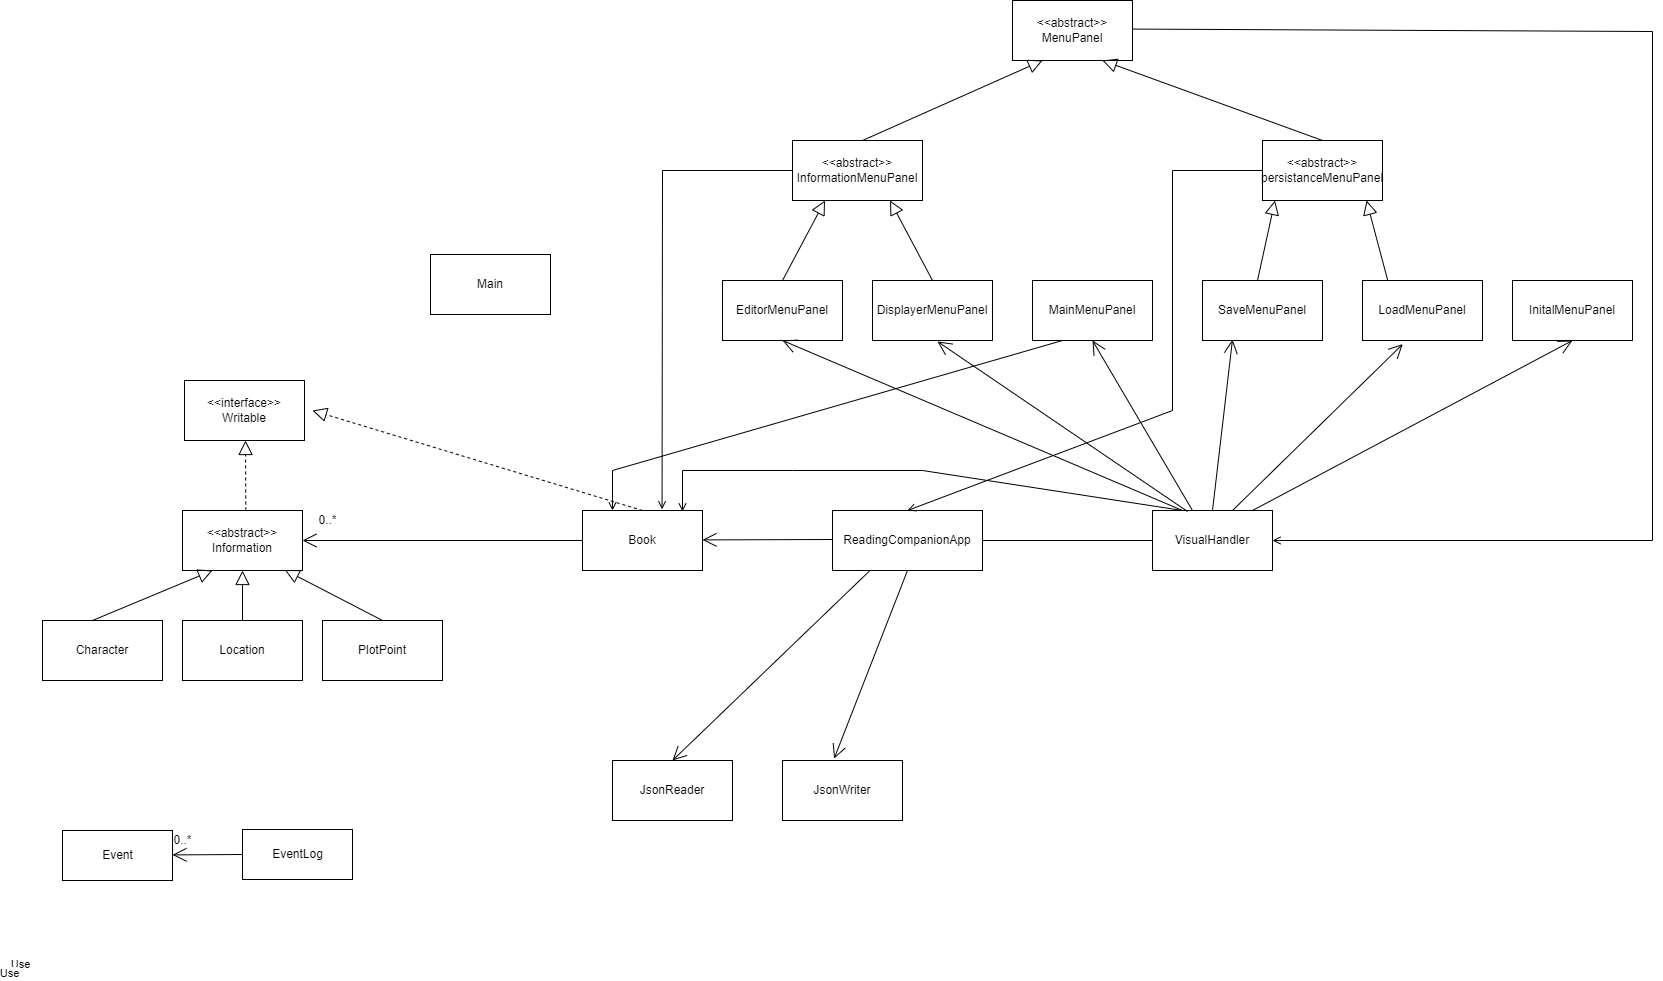 <<abstract>>
MenuPanel
<<abstract>>
InformationMenuPanel
<<abstract>>
persistanceMenuPanel
Main
EditorMenuPanel
DisplayerMenuPanel
MainMenuPanel
SaveMenuPanel
LoadMenuPanel
InitalMenuPanel
<<interface>>
Writable
<<abstract>>
Information
0..*
Book
ReadingCompanionApp
VisualHandler
Character
Location
PlotPoint
JsonReader
JsonWriter
Event
0..*
EventLog
Use
Use